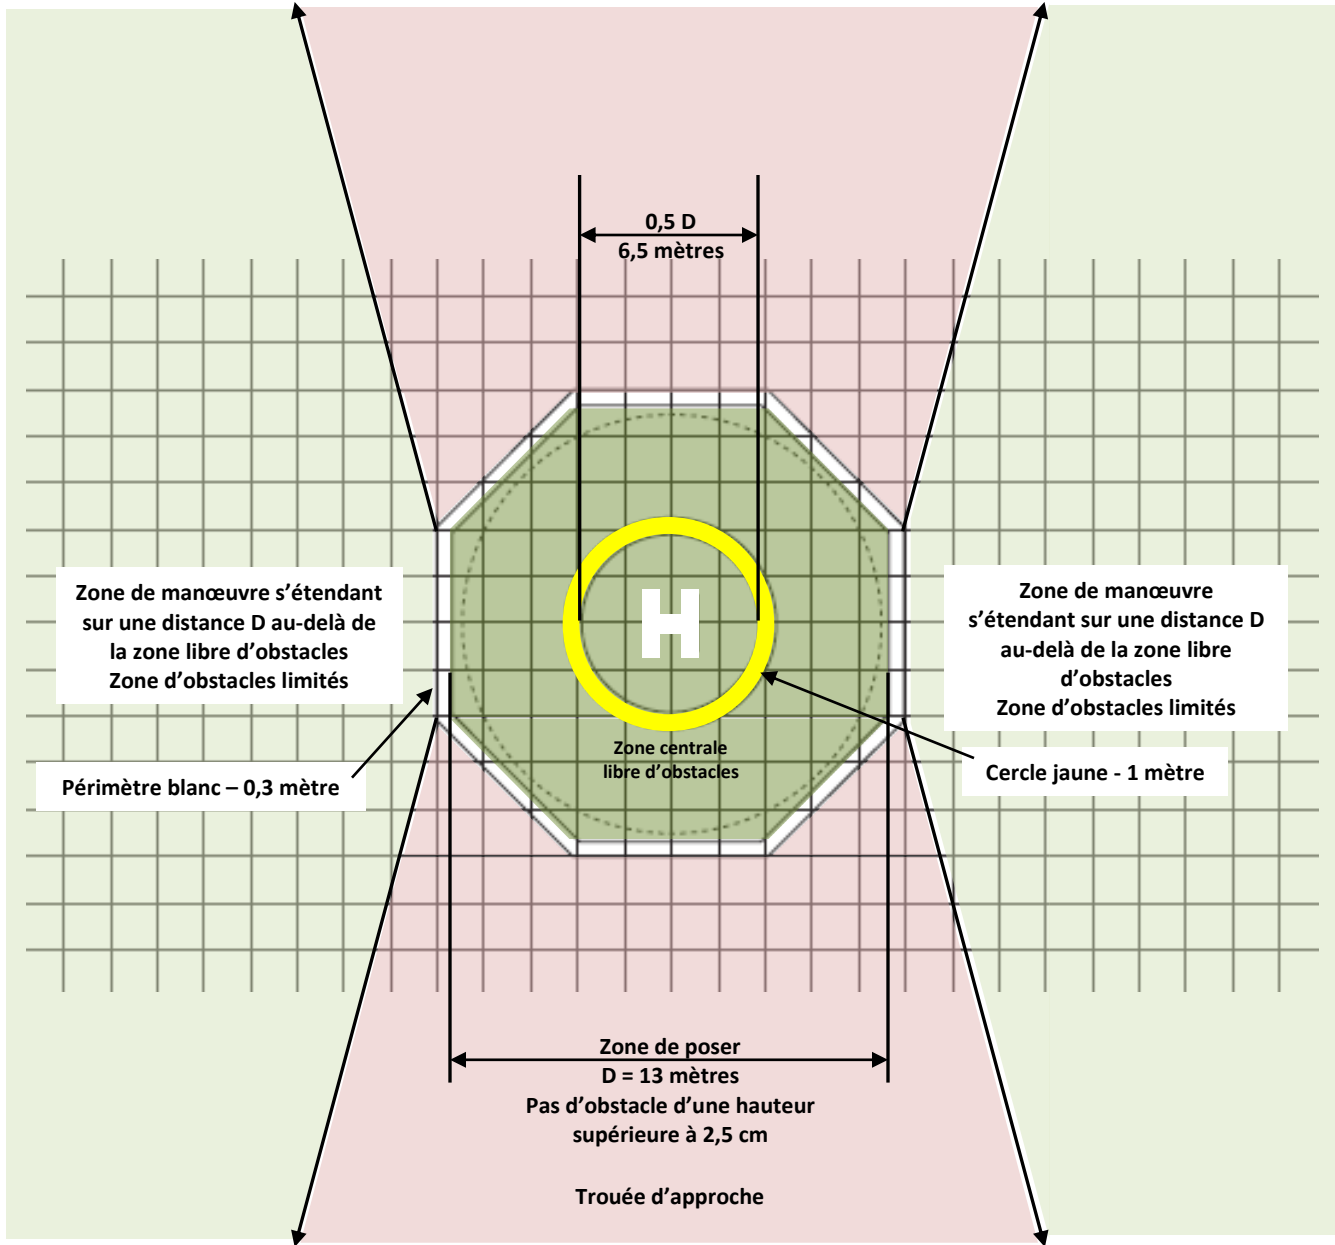 0,5 D
6,5 mètres
Zone de manœuvre s’étendant
sur une distance D au-delà de
la zone libre d’obstacles
Zone d’obstacles limités
H
Zone de manœuvre
s’étendant sur une distance D
au-delà de la zone libre
d’obstacles
Zone d’obstacles limités
Zone centrale
libre d’obstacles
Périmètre blanc – 0,3 mètre
Cercle jaune - 1 mètre
Zone de poser
D = 13 mètres
Pas d’obstacle d’une hauteur
supérieure à 2,5 cm
Trouée d’approche